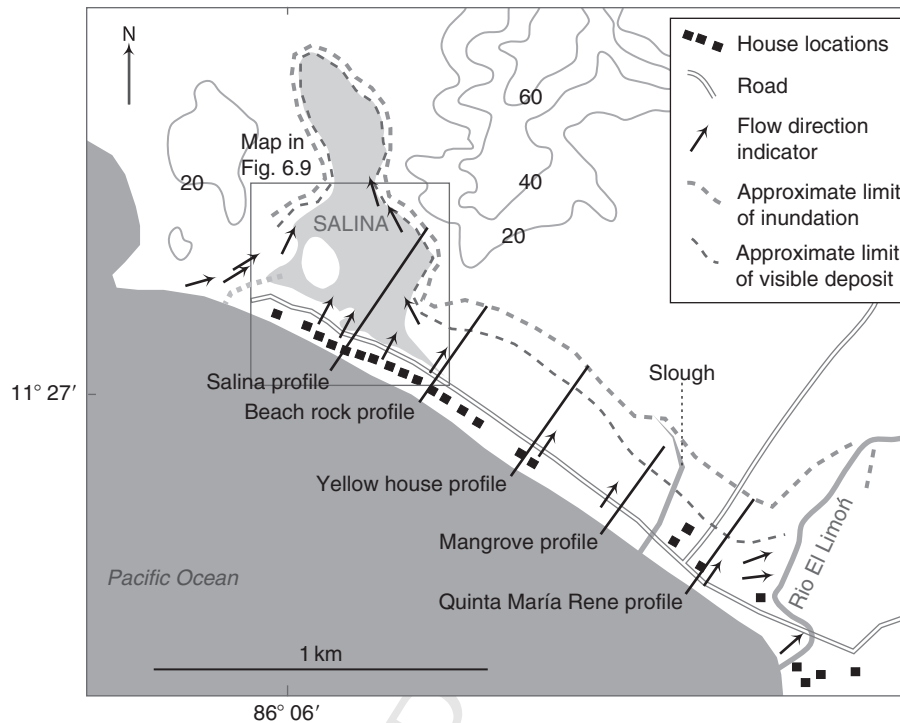 N
House locations
Road
Flow direction
indicator
Approximate limit
of inundation
Approximate limit
of visible deposit
60
40
20
20
Map in
Fig. 6.9
SALINA
11° 27′
Salina profile
Beach rock profile
Yellow house profile
Mangrove profile
Quinta María Rene profile
Slough
Rio El Limoń
Pacific Ocean
1 km
86° 06′